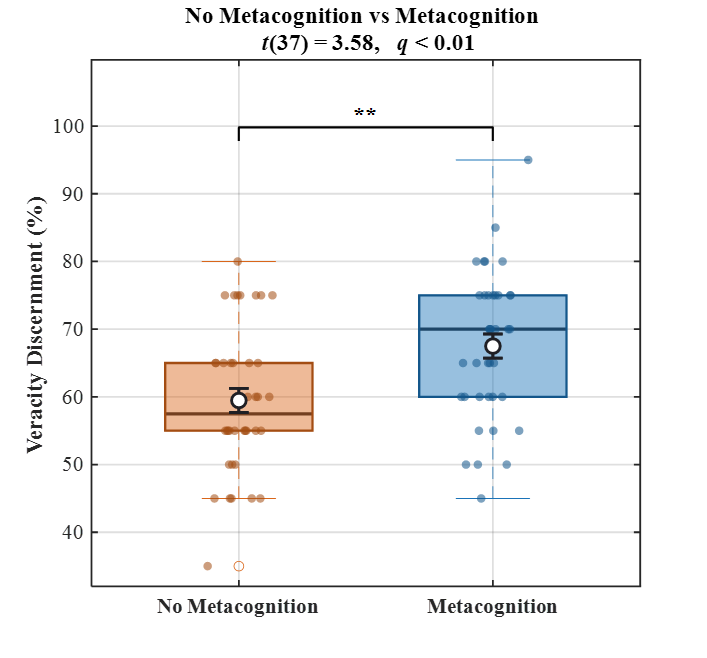 No Metacognition vs Metacognition
t(37) = 3.58, q < 0.01
**
100
90
80
70
60
50
40
Veracity Discernment (%)
No Metacognition
Metacognition